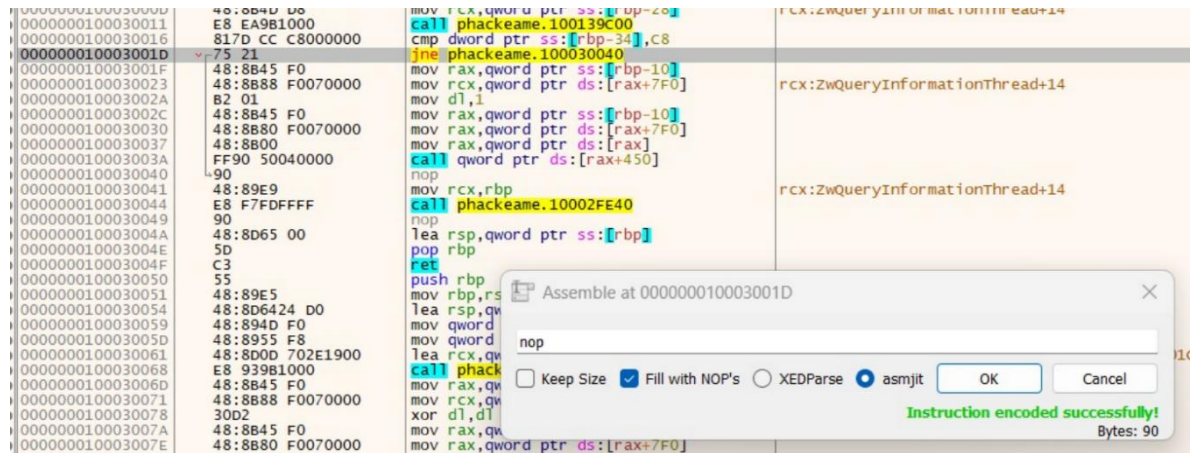 000000010003000D 48:8B4D D8 mov rcx,qword ptr ss:[rbp-28] rcx:ZwQueryInformationThread+14
0000000100030011 E8 EA9B1000 call phackeame.100139C00
0000000100030016 817D CC C8000000 cmp dword ptr ss:[rbp-34],C8
000000010003001D 75 21 jne phackeame.100030040
000000010003001F 48:8B45 F0 mov rax,qword ptr ss:[rbp-10]
0000000100030023 48:8B88 F0070000 mov rcx,qword ptr ds:[rax+7F0] rcx:ZwQueryInformationThread+14
000000010003002A B2 01 mov dl,1
000000010003002C 48:8B45 F0 mov rax,qword ptr ss:[rbp-10]
0000000100030030 48:8B80 F0070000 mov rax,qword ptr ds:[rax+7F0]
0000000100030037 48:8B00 mov rax,qword ptr ds:[rax]
000000010003003A FF90 50040000 call qword ptr ds:[rax+450]
0000000100030040 90 nop
0000000100030041 48:89E9 mov rcx,rbp rcx:ZwQueryInformationThread+14
0000000100030044 E8 F7FDFFFF call phackeame.10002FE40
0000000100030049 90 nop
000000010003004A 48:8D65 00 lea rsp,qword ptr ss:[rbp]
000000010003004E 5D pop rbp
000000010003004F C3 ret
0000000100030050 55 push rbp
0000000100030051 48:89E5 mov rbp,rs
0000000100030054 48:8D6424 D0 lea rsp,qw
0000000100030059 48:894D F0 mov qword
000000010003005D 48:8955 F8 mov qword
0000000100030061 48:8D0D 702E1900 lea rcx,qw
0000000100030068 E8 939B1000 call phack
000000010003006D 48:8B45 F0 mov rax,qw
0000000100030071 48:8B88 F0070000 mov rcx,qw
0000000100030078 30D2 xor dl,dl
000000010003007A 48:8B45 F0 mov rax,qw
000000010003007E 48:8B80 F0070000 mov rax,qword ptr ds:[rax+7F0]
Assemble at 000000010003001D
nop
Keep Size Fill with NOP's XEDParse asmjit OK Cancel
Instruction encoded successfully!
Bytes: 90